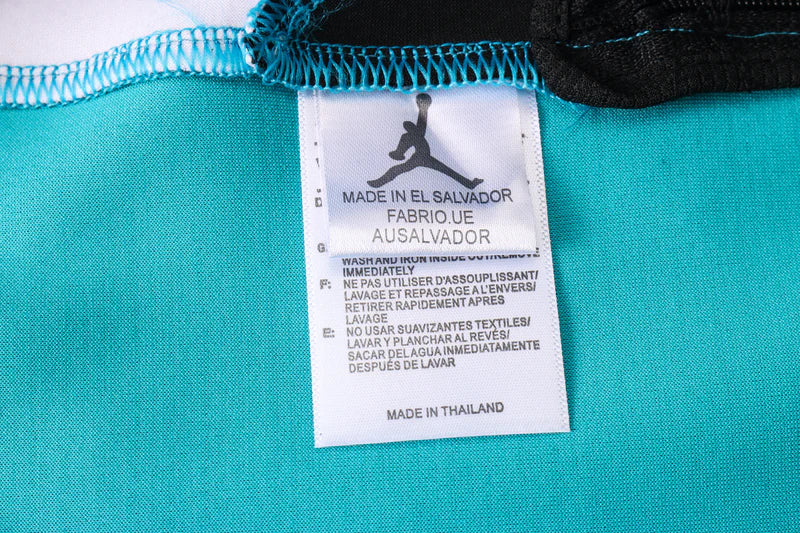 MADE IN EL SALVADOR
FABRIO.UE
AUSALVADOR
G:
WASH AND IRON INSIDE OUT/REMOVE
IMMEDIATELY
F: NE PAS UTILISER D'ASSOUPLISSANT/
LAVAGE ET REPASSAGE A L'ENVERS/
RETIRER RAPIDEMENT APRES
LAVAGE
E: NO USAR SUAVIZANTES TEXTILES/
LAVAR Y PLANCHAR AL REVÉS/
SACAR DEL AGUA INMEDIATAMENTE
DESPUÉS DE LAVAR
MADE IN THAILAND